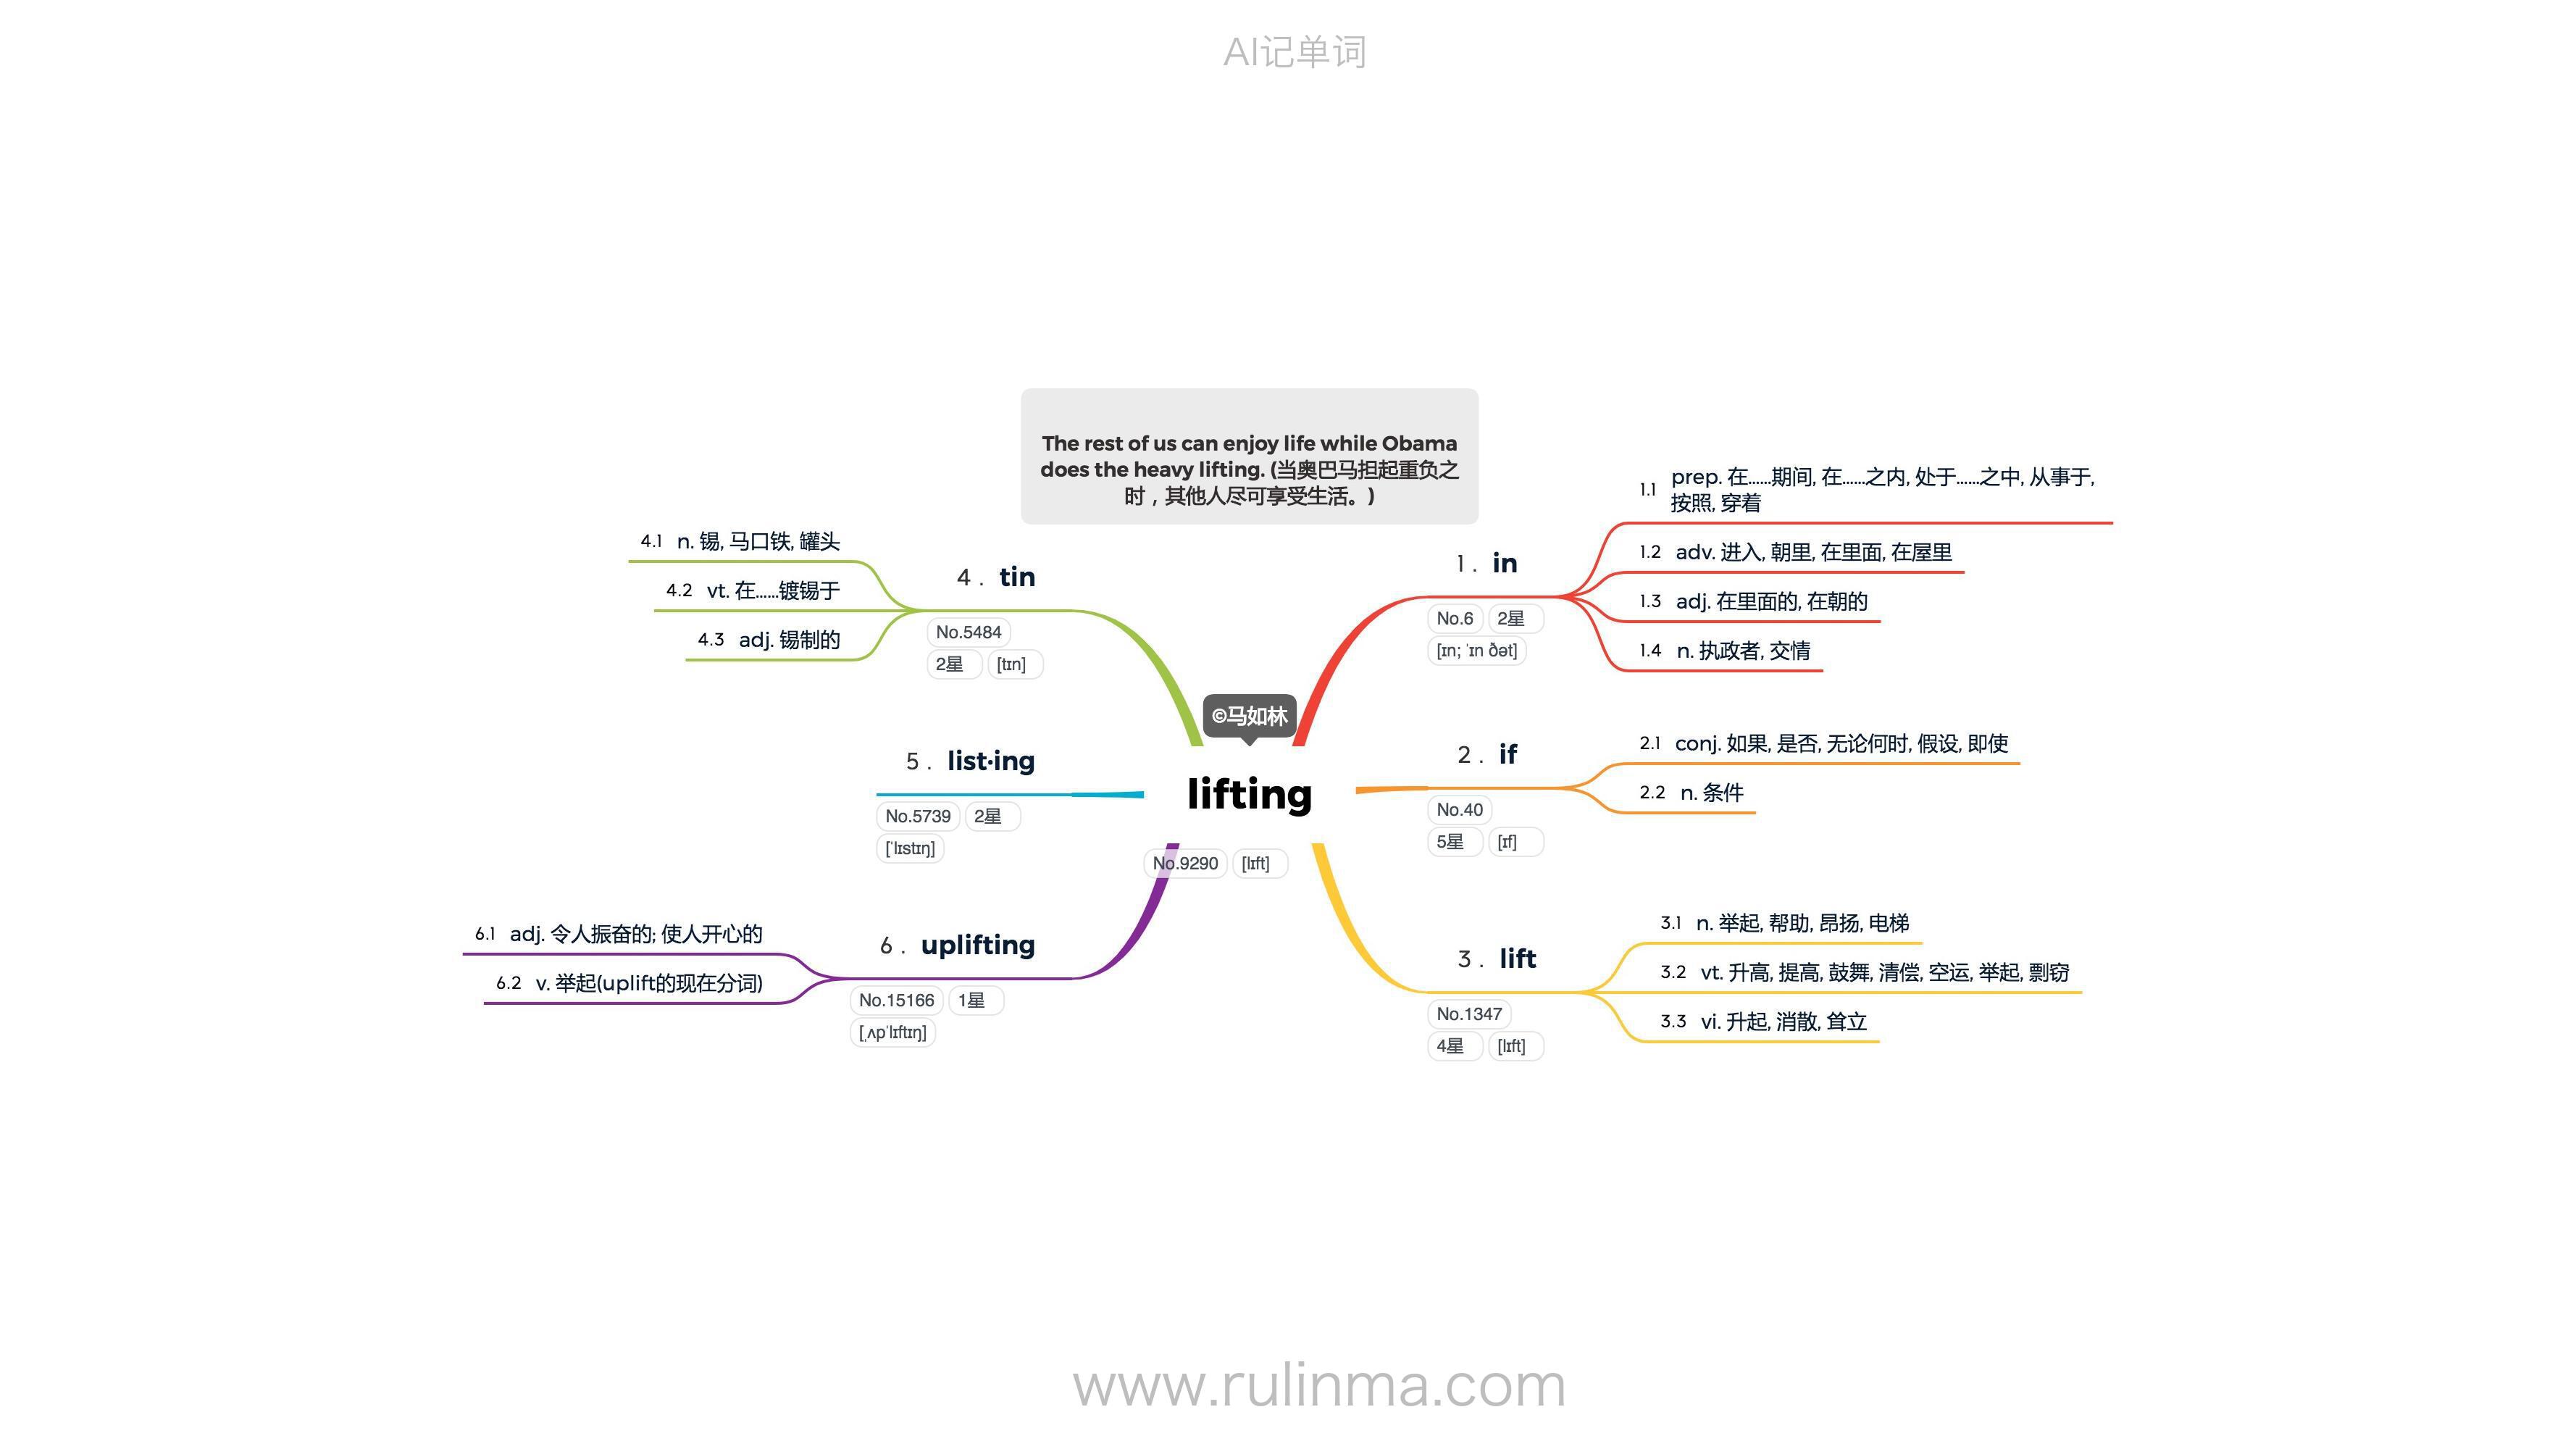 AI记单词
The rest of us can enjoy life while Obama
does the heavy lifting. (当奥巴马担起重负之
时，其他人尽可享受生活。)
©马如林
lifting
No.9290 [lɪft]
1 . in
No.6 2星
[ɪn; ˈɪn ðət]
1.1 prep. 在……期间, 在……之内, 处于……之中, 从事于,
按照, 穿着
1.2 adv. 进入, 朝里, 在里面, 在屋里
1.3 adj. 在里面的, 在朝的
1.4 n. 执政者, 交情
2 . if
No.40
5星 [ɪf]
2.1 conj. 如果, 是否, 无论何时, 假设, 即使
2.2 n. 条件
3 . lift
No.1347
4星 [lɪft]
3.1 n. 举起, 帮助, 昂扬, 电梯
3.2 vt. 升高, 提高, 鼓舞, 清偿, 空运, 举起, 剽窃
3.3 vi. 升起, 消散, 耸立
4 . tin
No.5484
2星 [tɪn]
4.1 n. 锡, 马口铁, 罐头
4.2 vt. 在……镀锡于
4.3 adj. 锡制的
5 . list·ing
No.5739 2星
[ˈlɪstɪŋ]
6 . uplifting
No.15166 1星
[ˌʌpˈlɪftɪŋ]
6.1 adj. 令人振奋的; 使人开心的
6.2 v. 举起(uplift的现在分词)
www.rulinma.com